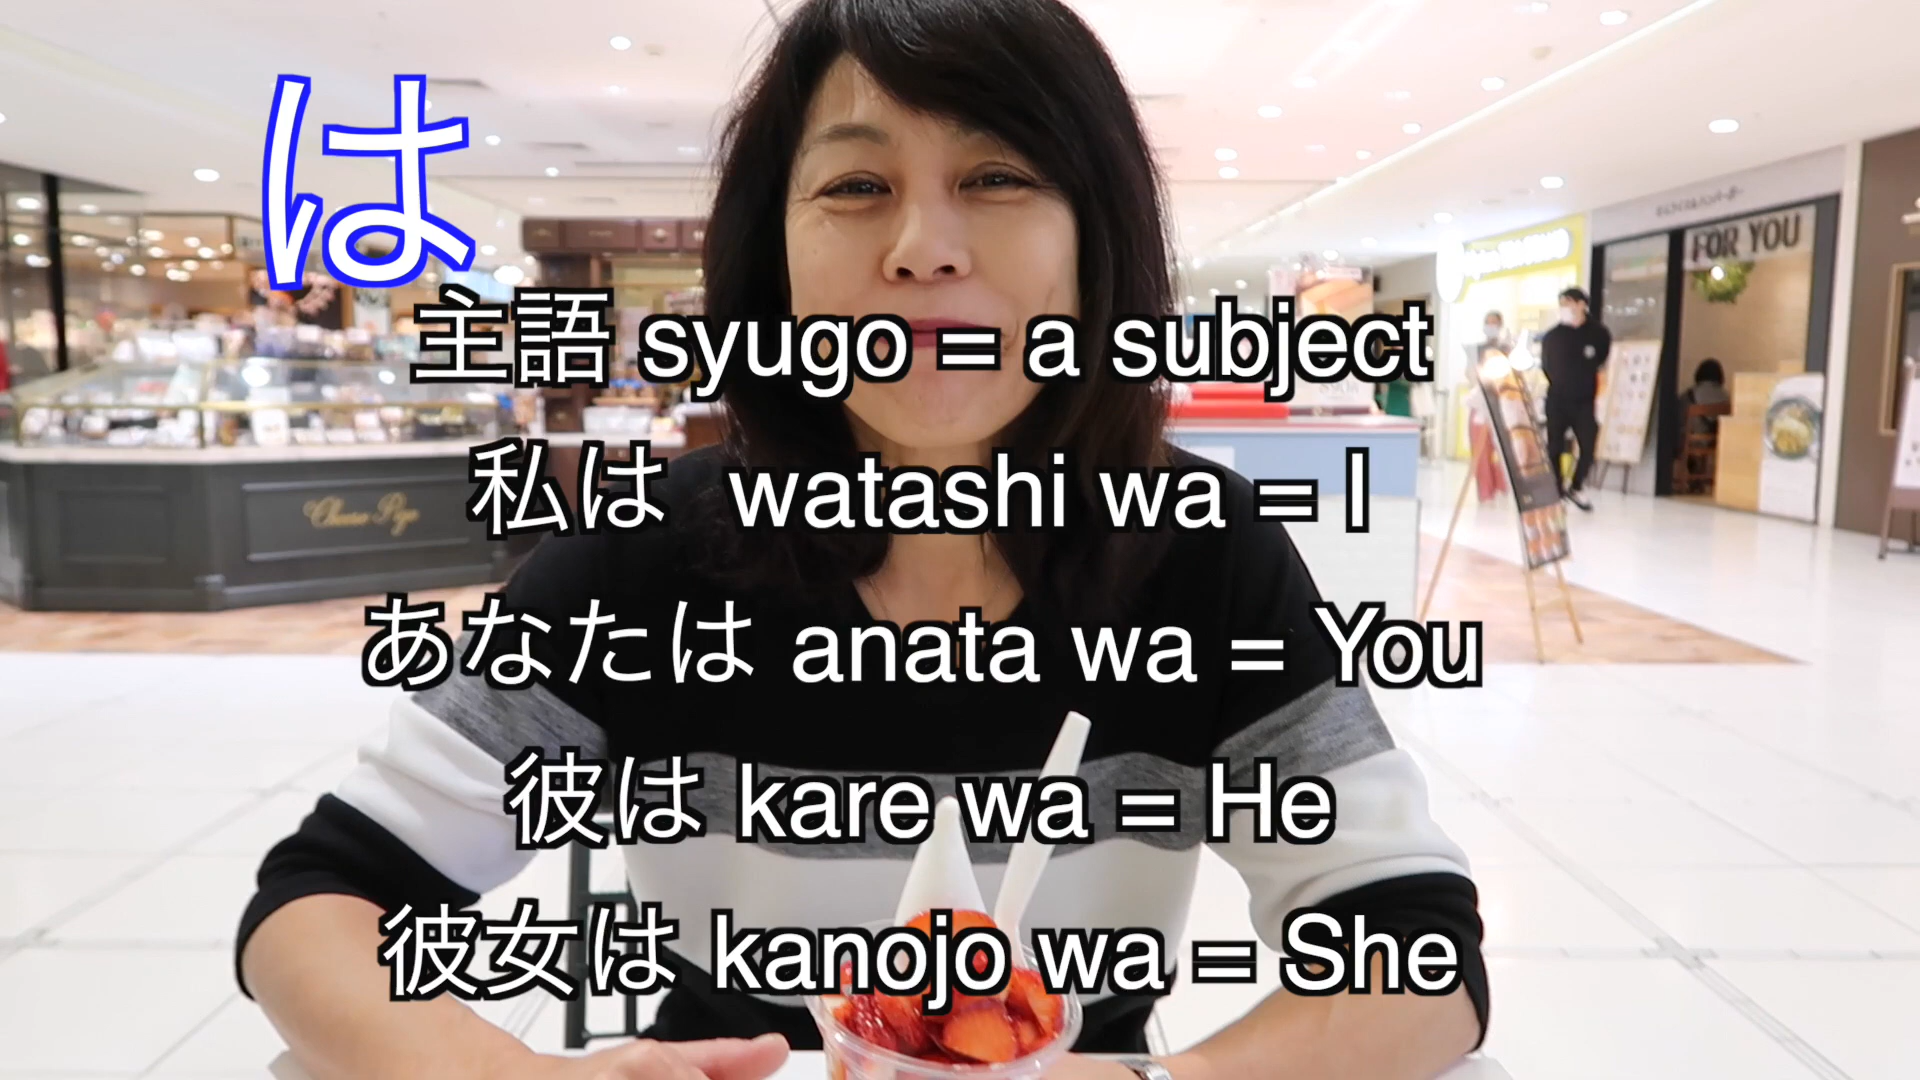 は
主語 syugo = a subject
私は watashi wa = I
あなたは anata wa = You
彼は kare wa = He
彼女は kanojo wa = She
FOR YOU